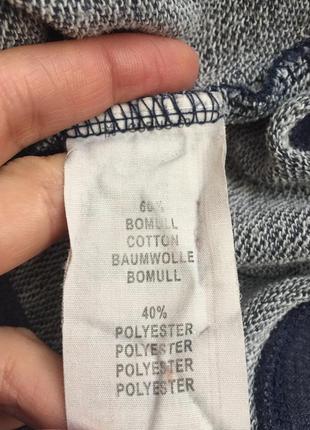 60%
BOMULL
COTTON
BAUMWOLLE
BOMULL
40%
POLYESTER
POLYESTER
POLYESTER
POLYESTER